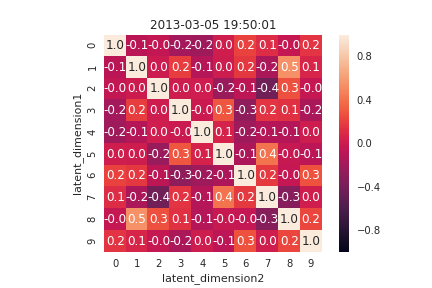 2013-03-05 19:50:01
latent_dimension1
0 1.0 -0.1 -0.0 -0.2 -0.2 0.0 0.2 0.1 -0.0 0.2
1 -0.1 1.0 0.0 0.2 -0.1 0.0 0.2 -0.2 0.5 0.1
2 -0.0 0.0 1.0 0.0 0.0 -0.2 -0.1 -0.4 0.3 -0.0
3 -0.2 0.2 0.0 1.0 -0.0 0.3 -0.3 0.2 0.1 -0.2
4 -0.2 -0.1 0.0 -0.0 1.0 0.1 -0.2 -0.1 -0.1 0.0
5 0.0 0.0 -0.2 0.3 0.1 1.0 -0.1 0.4 -0.0 -0.1
6 0.2 0.2 -0.1 -0.3 -0.2 -0.1 1.0 0.2 -0.0 0.3
7 0.1 -0.2 -0.4 0.2 -0.1 0.4 0.2 1.0 -0.3 0.0
8 -0.0 0.5 0.3 0.1 -0.1 -0.0 -0.0 -0.3 1.0 0.2
9 0.2 0.1 -0.0 -0.2 0.0 -0.1 0.3 0.0 0.2 1.0
0 1 2 3 4 5 6 7 8 9
latent_dimension2
0.8
0.4
0.0
−0.4
−0.8